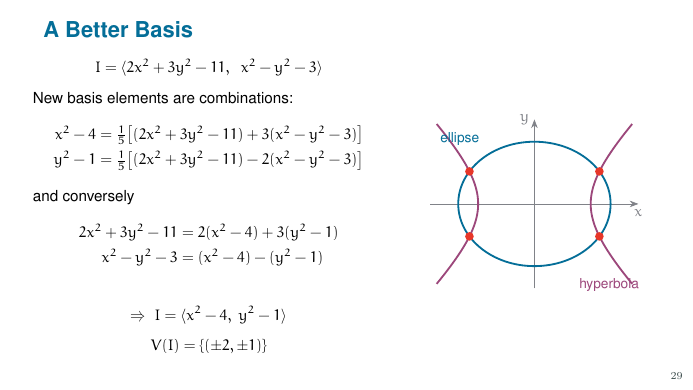 A Better Basis
I = ⟨2x² + 3y² − 11, x² − y² − 3⟩
New basis elements are combinations:
x² − 4 = 1/5[(2x² + 3y² − 11) + 3(x² − y² − 3)]
y² − 1 = 1/5[(2x² + 3y² − 11) − 2(x² − y² − 3)]
and conversely
2x² + 3y² − 11 = 2(x² − 4) + 3(y² − 1)
x² − y² − 3 = (x² − 4) − (y² − 1)
⇒ I = ⟨x² − 4, y² − 1⟩
V(I) = {(±2, ±1)}
y
ellipse
x
hyperbola
29